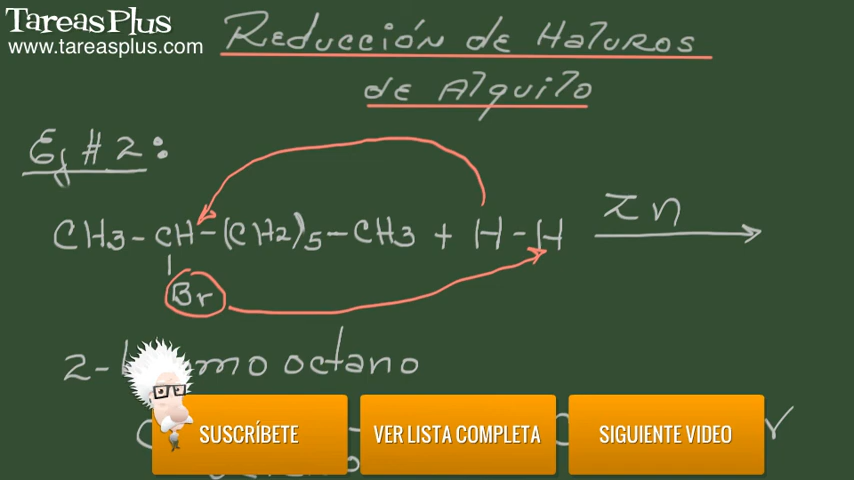 TAREASPLUS
www.tareasplus.com
Reducción de Haluros
de Alquilo
Ej # 2:
CH3-CH-(CH2)5-CH3 + H-H Zn
Br
2- octano
SUSCRÍBETE
VER LISTA COMPLETA
SIGUIENTE VIDEO